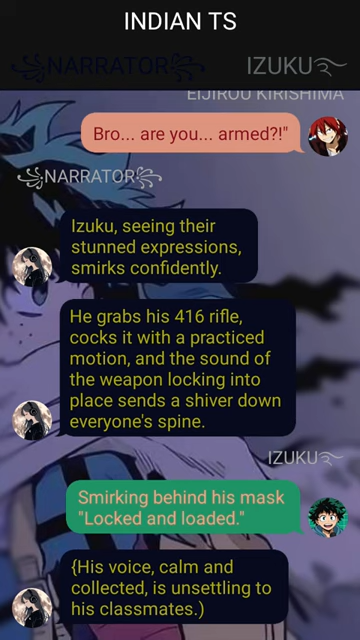 INDIAN TS
꧁NARRATOR꧂
IZUKU࿐
EIJIROU KIRISHIMA
Bro... are you... armed?!"
꧁NARRATOR꧂
Izuku, seeing their
stunned expressions,
smirks confidently.
He grabs his 416 rifle,
cocks it with a practiced
motion, and the sound of
the weapon locking into
place sends a shiver down
everyone's spine.
IZUKU࿐
Smirking behind his mask
"Locked and loaded."
{His voice, calm and
collected, is unsettling to
his classmates.)